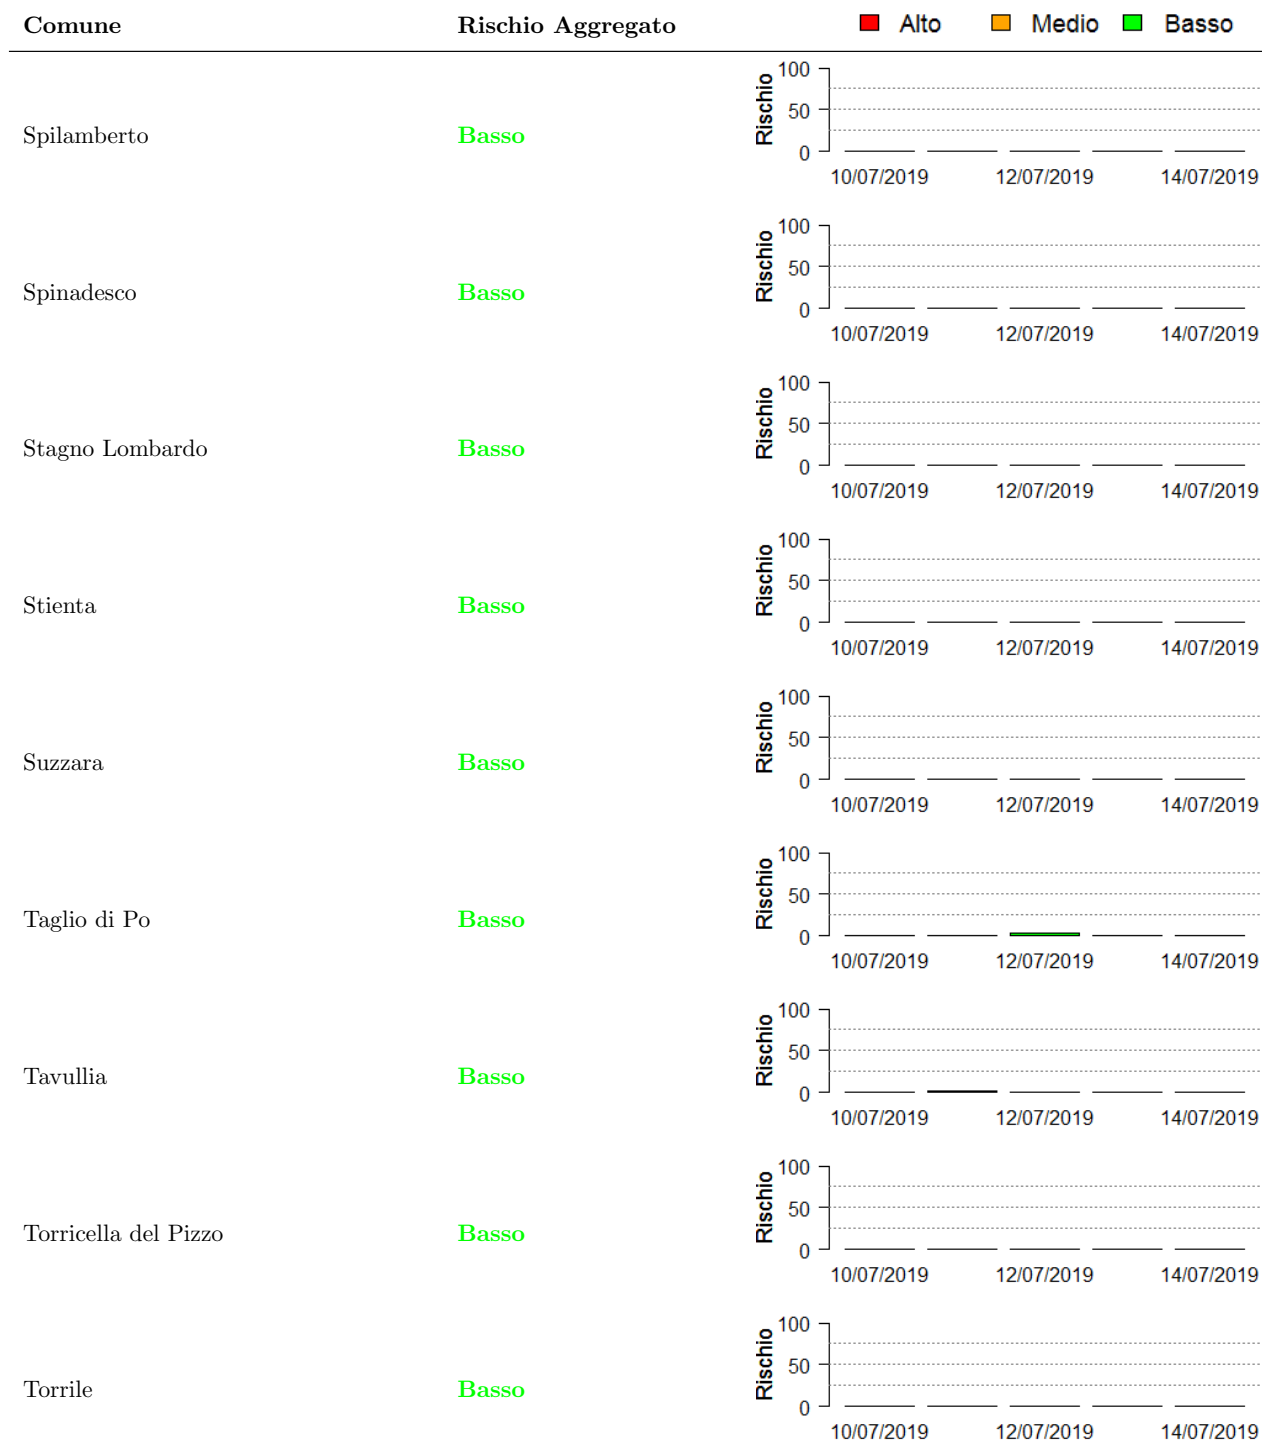 Comune Rischio Aggregato Alto Medio Basso
100
50
0
Rischio
Spilamberto Basso
10/07/2019 12/07/2019 14/07/2019
100
50
0
Rischio
Spinadesco Basso
10/07/2019 12/07/2019 14/07/2019
100
50
0
Rischio
Stagno Lombardo Basso
10/07/2019 12/07/2019 14/07/2019
100
50
0
Rischio
Stienta Basso
10/07/2019 12/07/2019 14/07/2019
100
50
0
Rischio
Suzzara Basso
10/07/2019 12/07/2019 14/07/2019
100
50
0
Rischio
Taglio di Po Basso
10/07/2019 12/07/2019 14/07/2019
100
50
0
Rischio
Tavullia Basso
10/07/2019 12/07/2019 14/07/2019
100
50
0
Rischio
Torricella del Pizzo Basso
10/07/2019 12/07/2019 14/07/2019
100
50
0
Rischio
Torrile Basso
10/07/2019 12/07/2019 14/07/2019